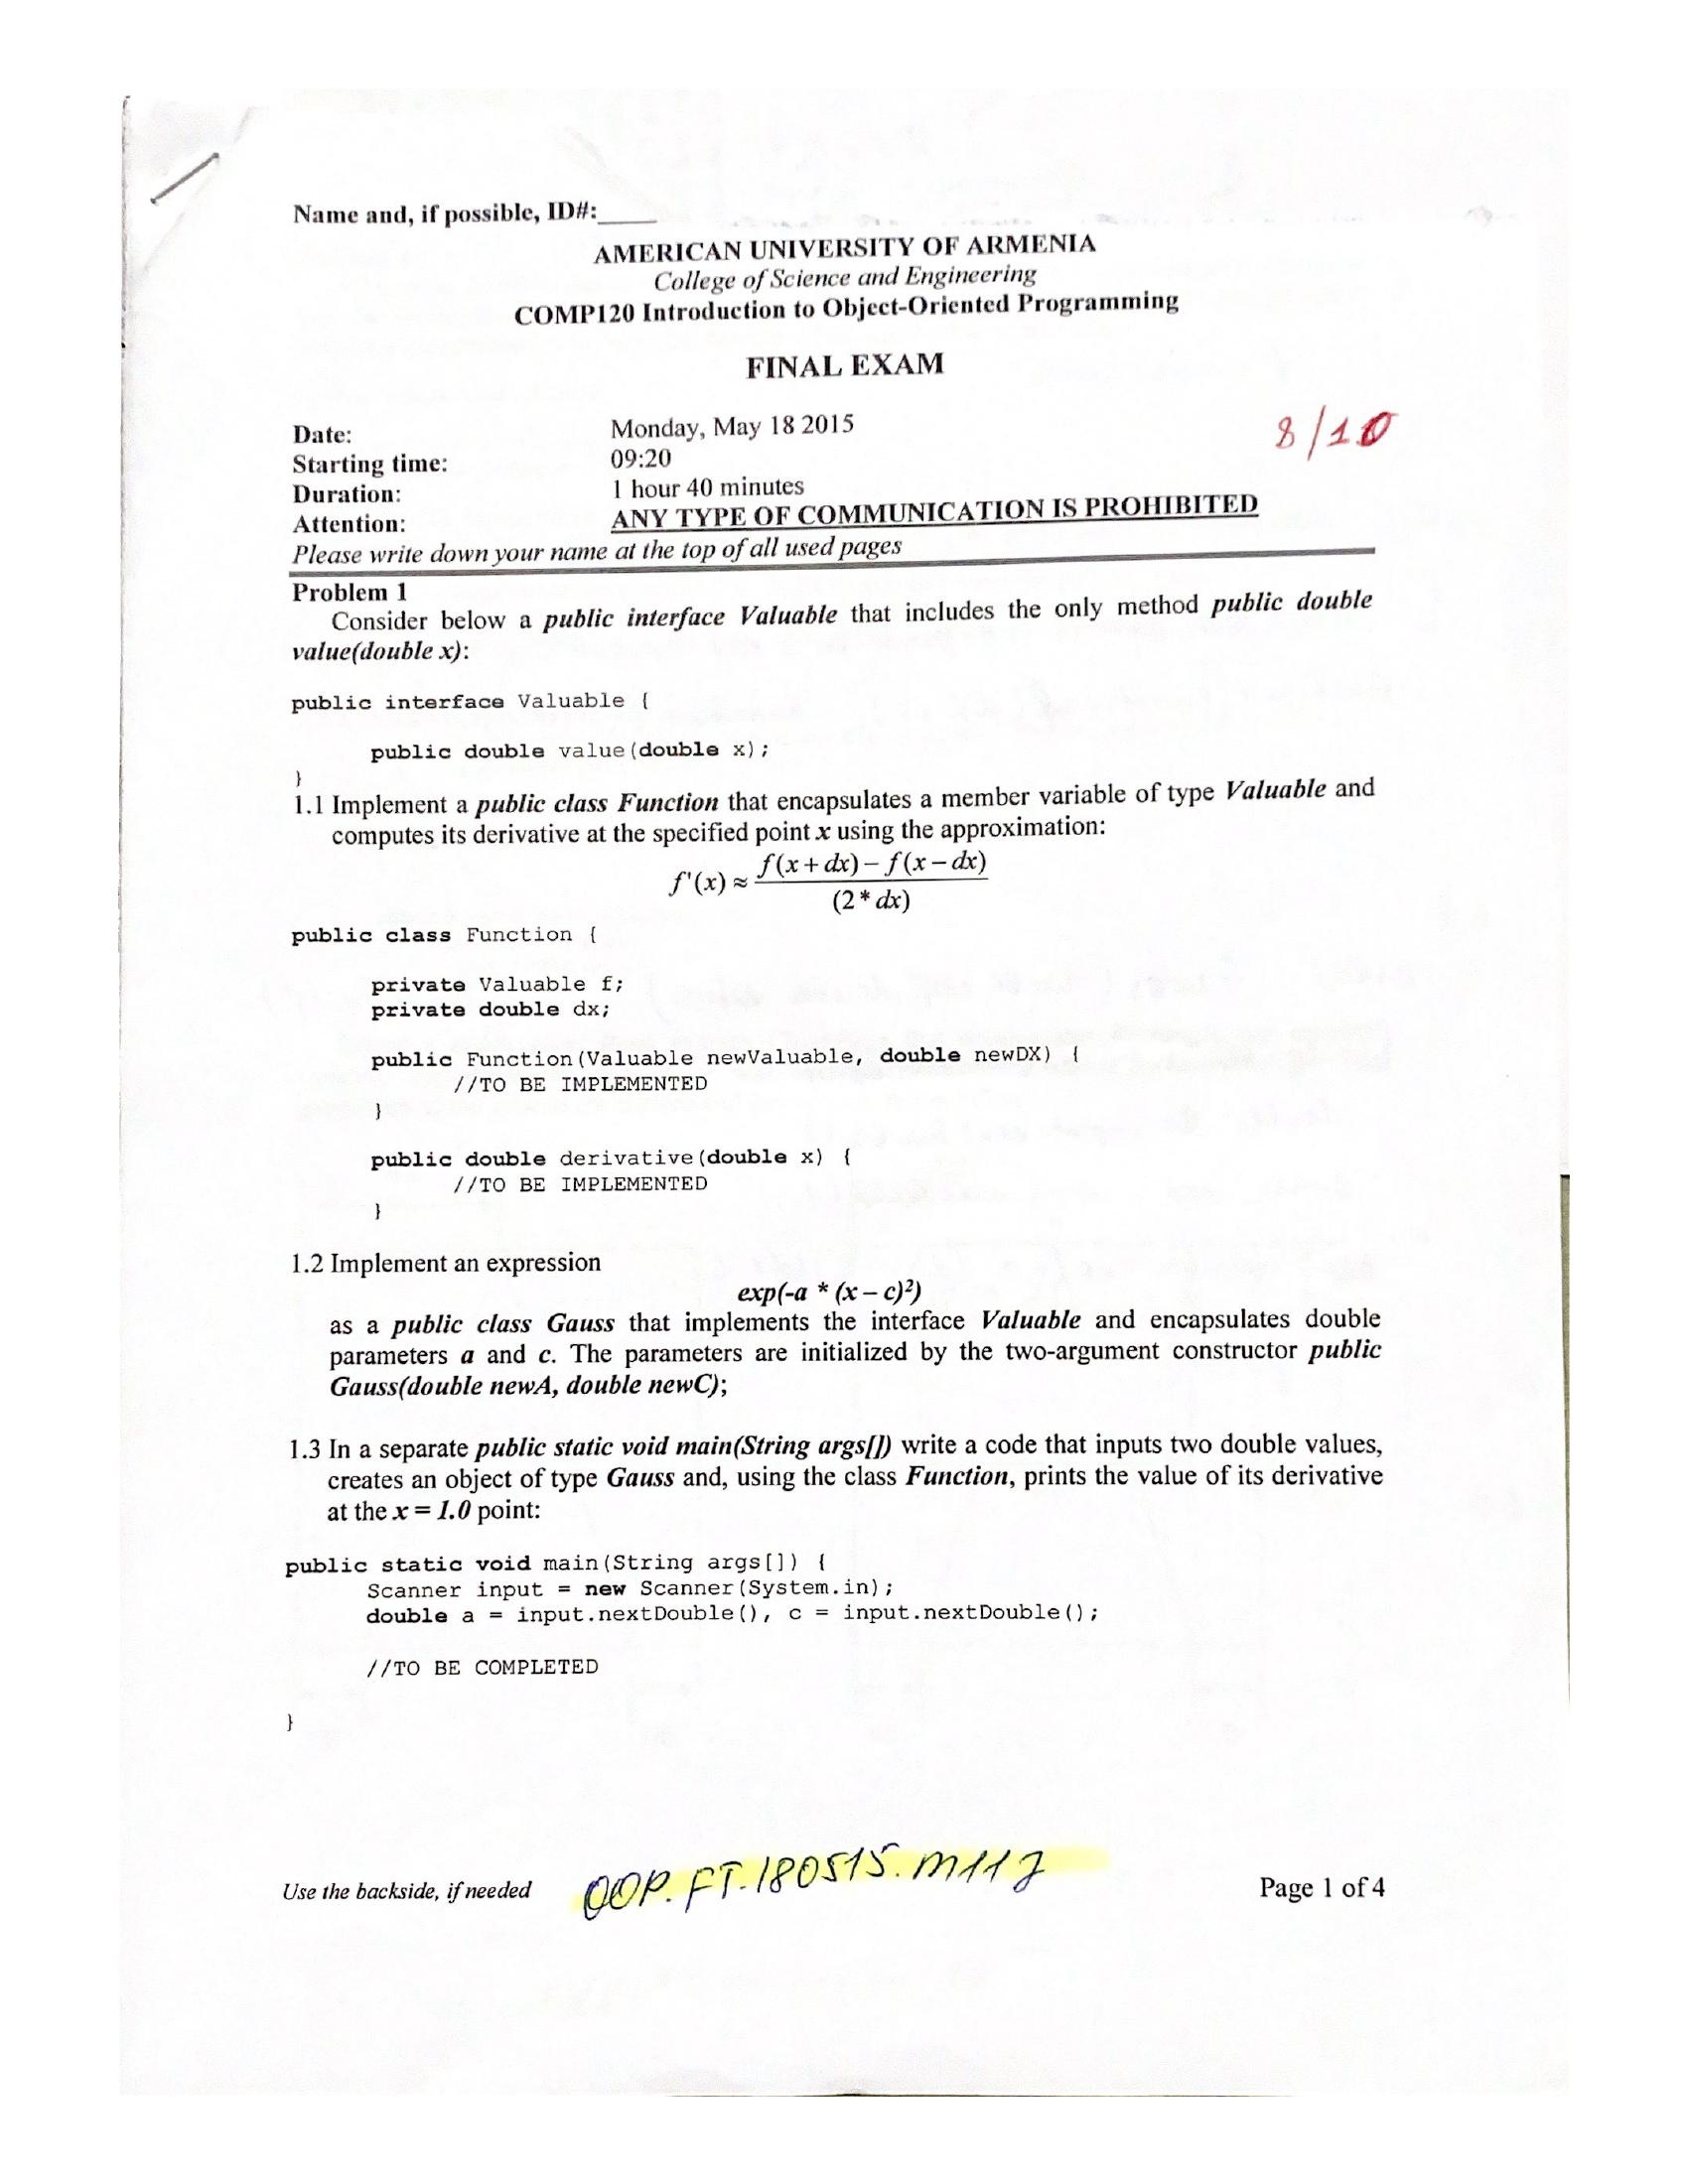 Name and, if possible, ID#:____
AMERICAN UNIVERSITY OF ARMENIA
College of Science and Engineering
COMP120 Introduction to Object-Oriented Programming
FINAL EXAM
8/10
Date: Monday, May 18 2015
Starting time: 09:20
Duration: 1 hour 40 minutes
Attention: ANY TYPE OF COMMUNICATION IS PROHIBITED
Please write down your name at the top of all used pages
Problem 1
Consider below a public interface Valuable that includes the only method public double
value(double x):
public interface Valuable {
public double value(double x);
}
1.1 Implement a public class Function that encapsulates a member variable of type Valuable and
computes its derivative at the specified point x using the approximation:
f'(x) ≈ f(x + dx) – f(x – dx)
(2 * dx)
public class Function {
private Valuable f;
private double dx;
public Function(Valuable newValuable, double newDX) {
//TO BE IMPLEMENTED
}
public double derivative(double x) {
//TO BE IMPLEMENTED
}
1.2 Implement an expression
exp(-a * (x – c)²)
as a public class Gauss that implements the interface Valuable and encapsulates double
parameters a and c. The parameters are initialized by the two-argument constructor public
Gauss(double newA, double newC);
1.3 In a separate public static void main(String args[]) write a code that inputs two double values,
creates an object of type Gauss and, using the class Function, prints the value of its derivative
at the x = 1.0 point:
public static void main(String args[]) {
Scanner input = new Scanner(System.in);
double a = input.nextDouble(), c = input.nextDouble();
//TO BE COMPLETED
}
Use the backside, if needed
Page 1 of 4